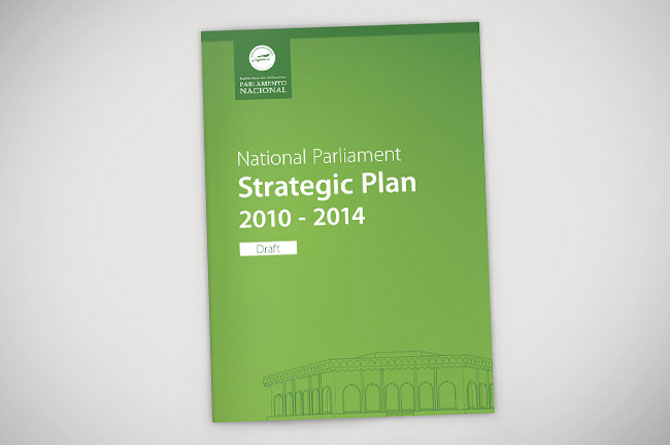 PARLAMENTO
NACIONAL
National Parliament
Strategic Plan
2010 - 2014
Draft